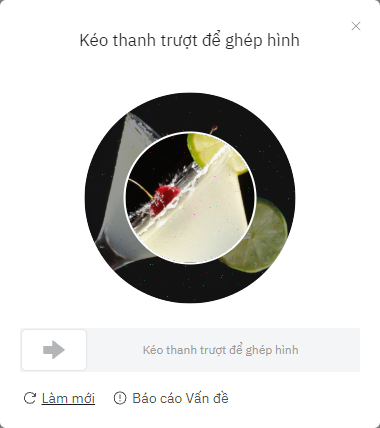 Kéo thanh trượt để ghép hình
Kéo thanh trượt để ghép hình
Làm mới
Báo cáo Vấn đề